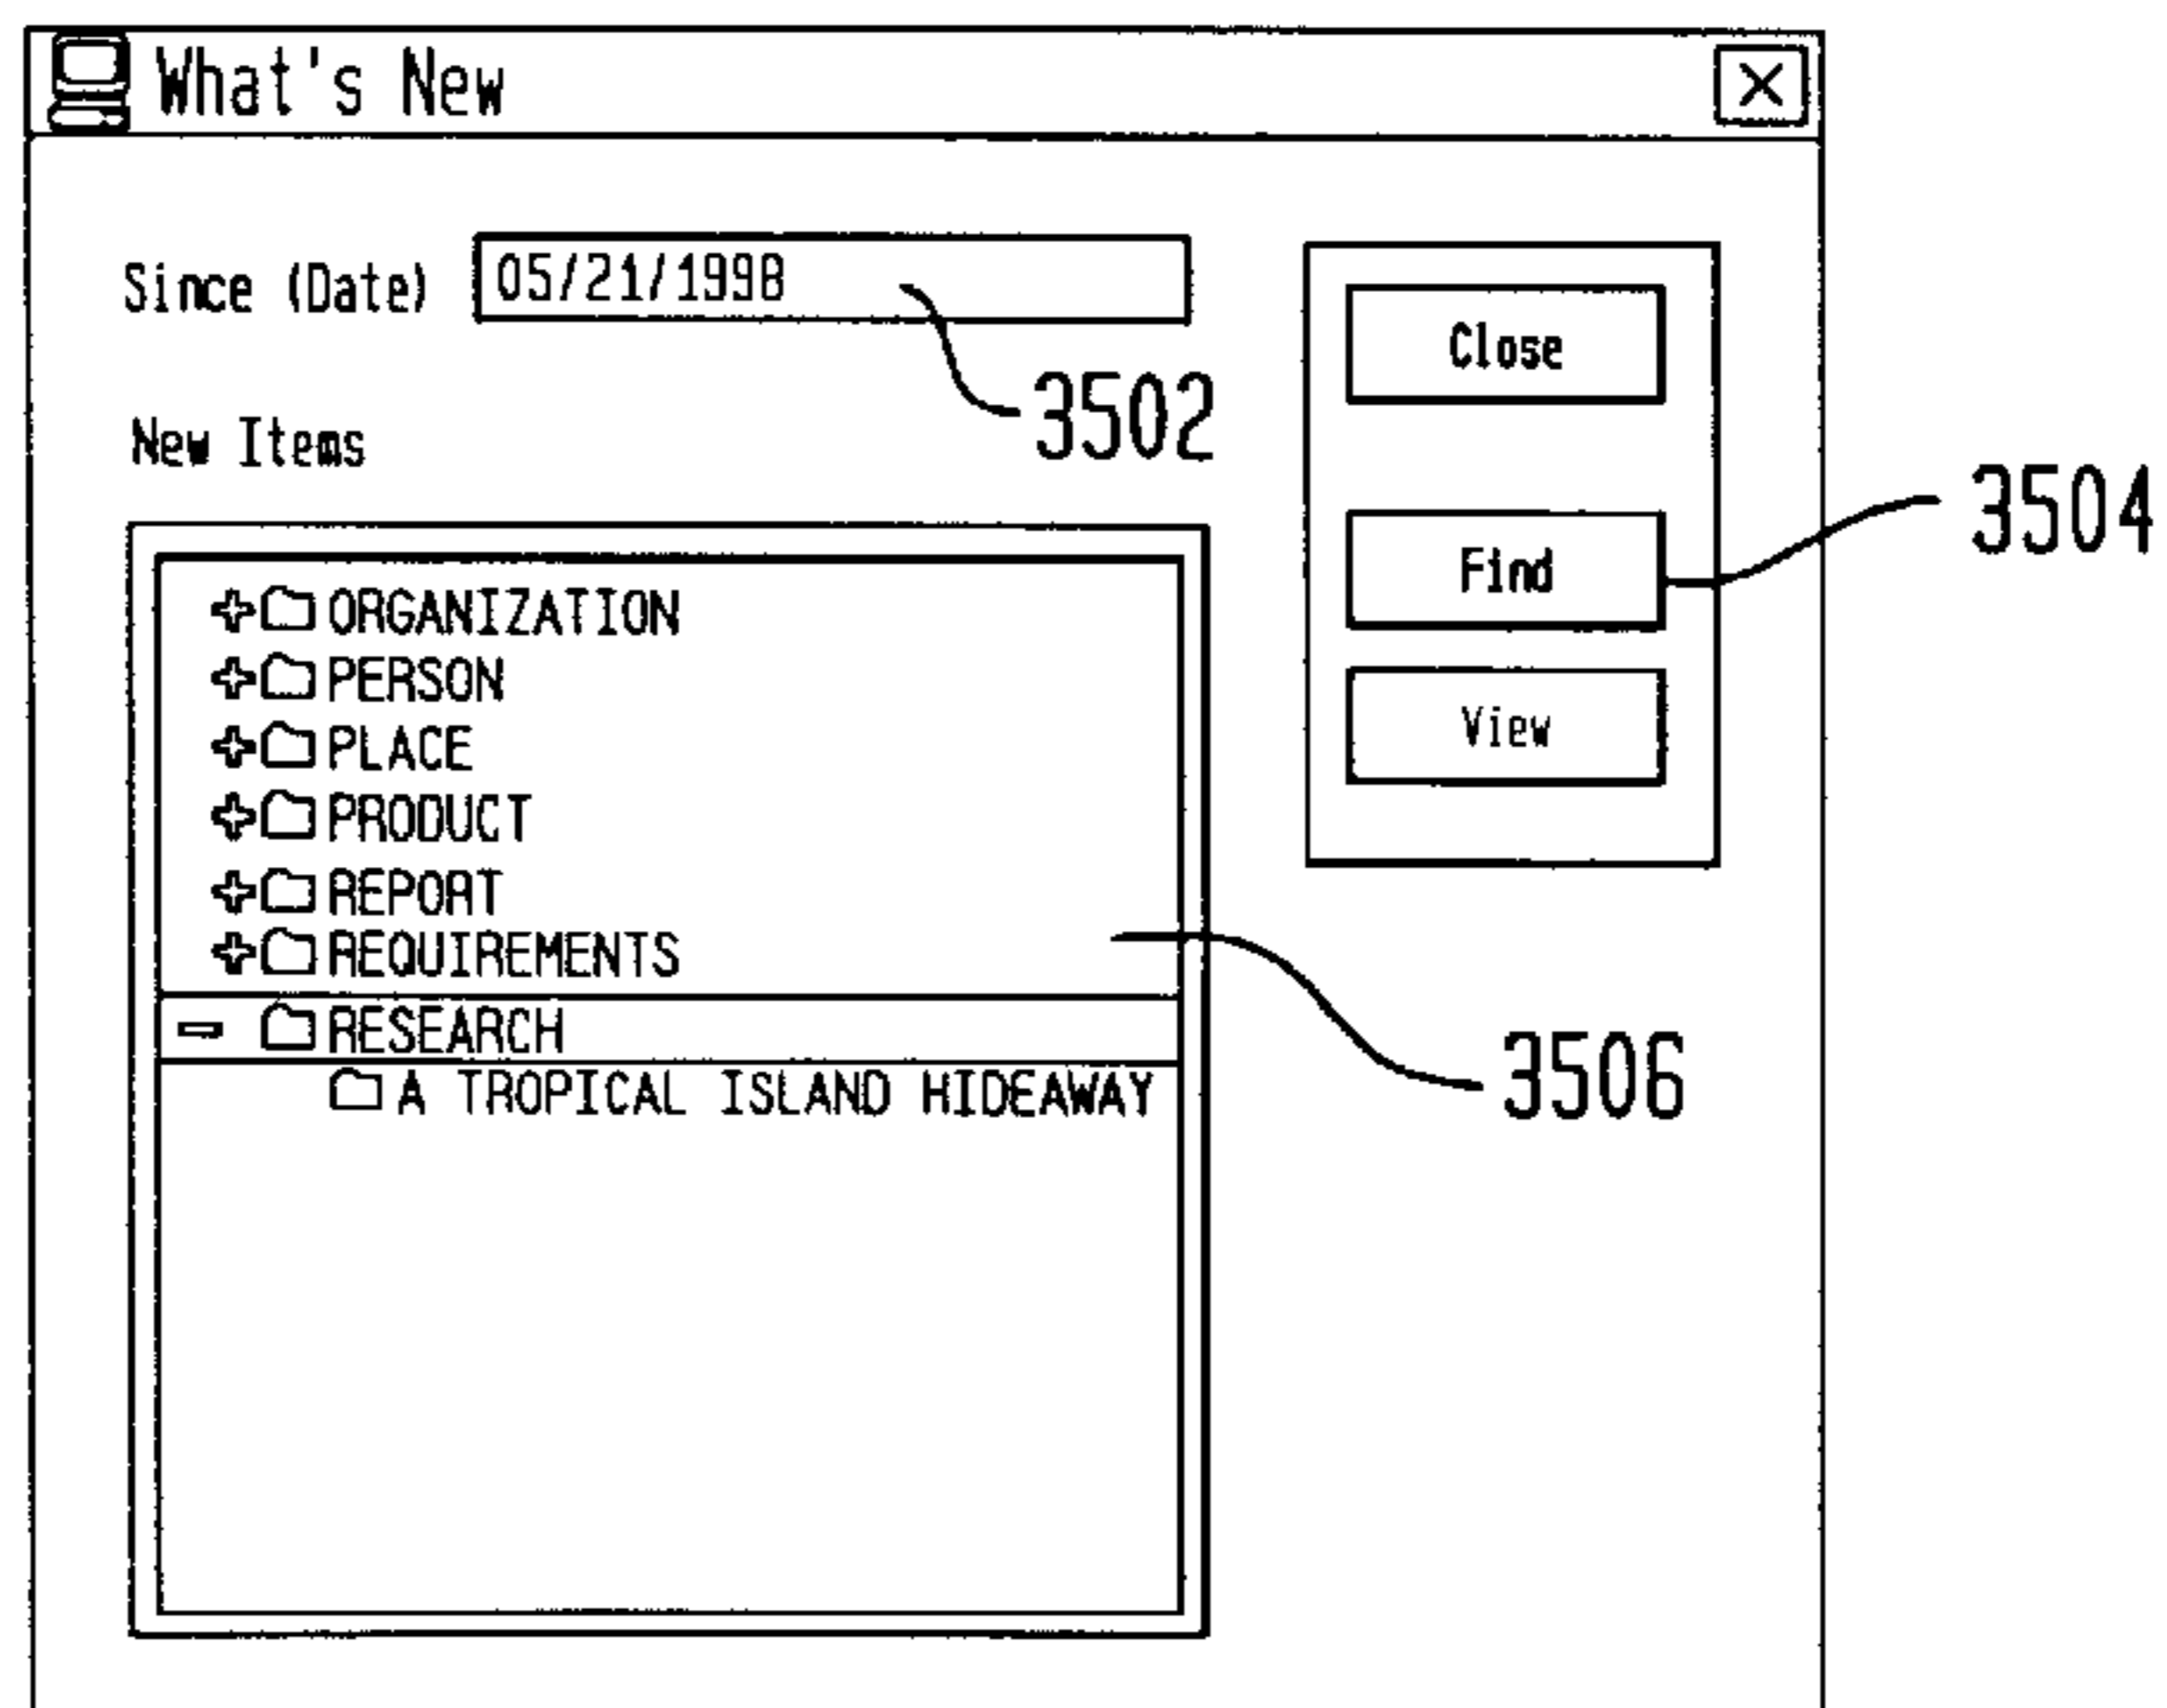 What's New
Since (Date) 05/21/1998
Close
3502
New Items
3504
Find
ORGANIZATION
PERSON
View
PLACE
PRODUCT
REPORT
REQUIREMENTS
RESEARCH
3506
A TROPICAL ISLAND HIDEAWAY